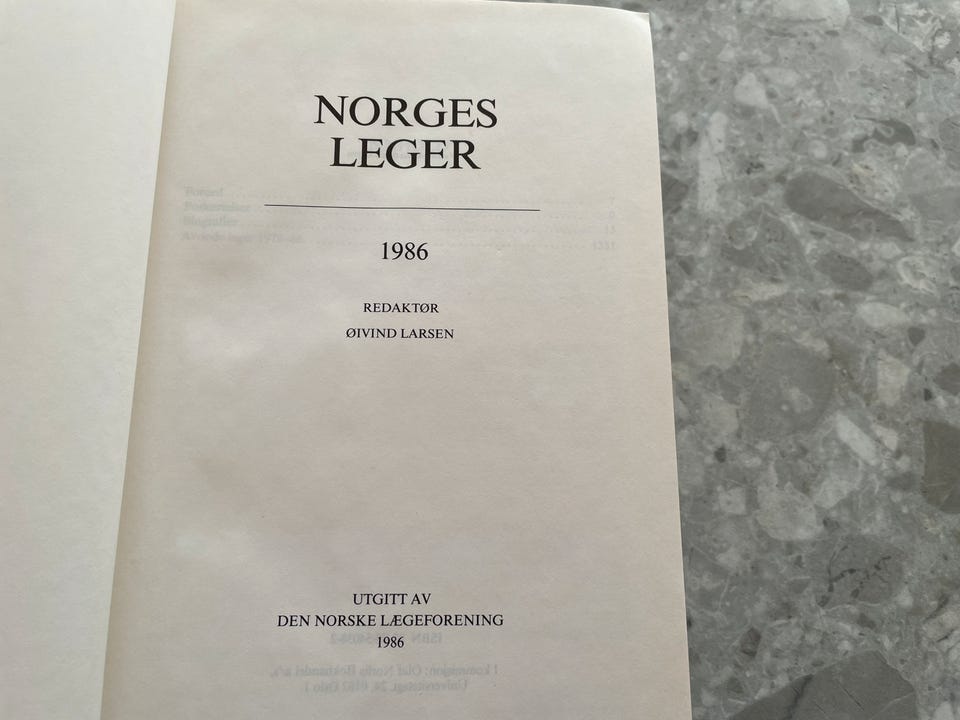 NORGES
LEGER
1986
REDAKTØR
ØIVIND LARSEN
UTGITT AV
DEN NORSKE LÆGEFORENING
1986